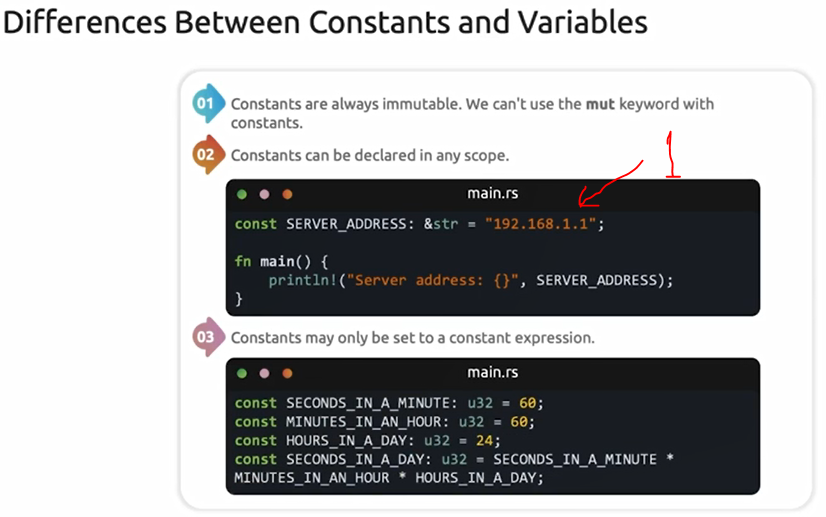 Differences Between Constants and Variables
01 Constants are always immutable. We can't use the mut keyword with
constants.
1
02 Constants can be declared in any scope.
main.rs
const SERVER_ADDRESS: &str = "192.168.1.1";
fn main() {
    println!("Server address: {}", SERVER_ADDRESS);
}
03 Constants may only be set to a constant expression.
main.rs
const SECONDS_IN_A_MINUTE: u32 = 60;
const MINUTES_IN_AN_HOUR: u32 = 60;
const HOURS_IN_A_DAY: u32 = 24;
const SECONDS_IN_A_DAY: u32 = SECONDS_IN_A_MINUTE *
MINUTES_IN_AN_HOUR * HOURS_IN_A_DAY;